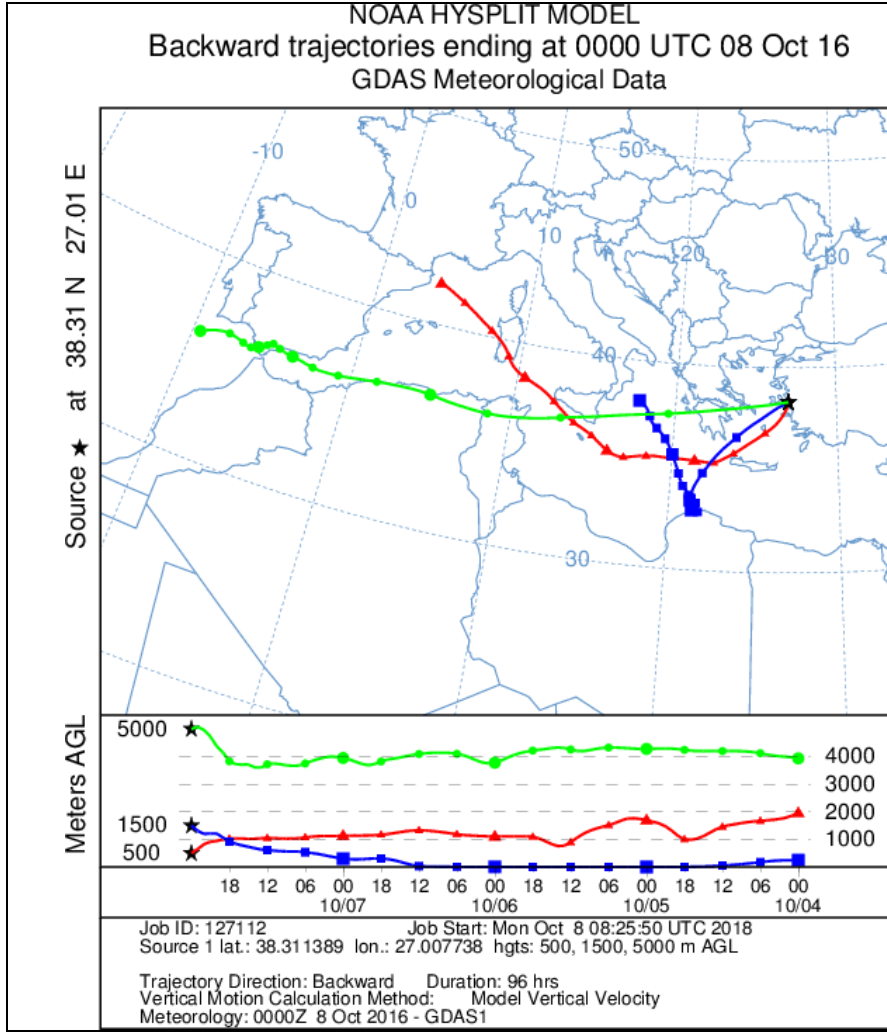 NOAA HYSPLIT MODEL
Backward trajectories ending at 0000 UTC 08 Oct 16
GDAS Meteorological Data
Source ★ at 38.31 N 27.01 E
-10
0
10
50
-20
30
40
30
Meters AGL
5000
1500
500
4000
3000
2000
1000
18 12 06 00 18 12 06 00 18 12 06 00 18 12 06 00
10/07 10/06 10/05 10/04
Job ID: 127112 Job Start: Mon Oct 8 08:25:50 UTC 2018
Source 1 lat.: 38.311389 lon.: 27.007738 hgts: 500, 1500, 5000 m AGL
Trajectory Direction: Backward Duration: 96 hrs
Vertical Motion Calculation Method: Model Vertical Velocity
Meteorology: 0000Z 8 Oct 2016 - GDAS1